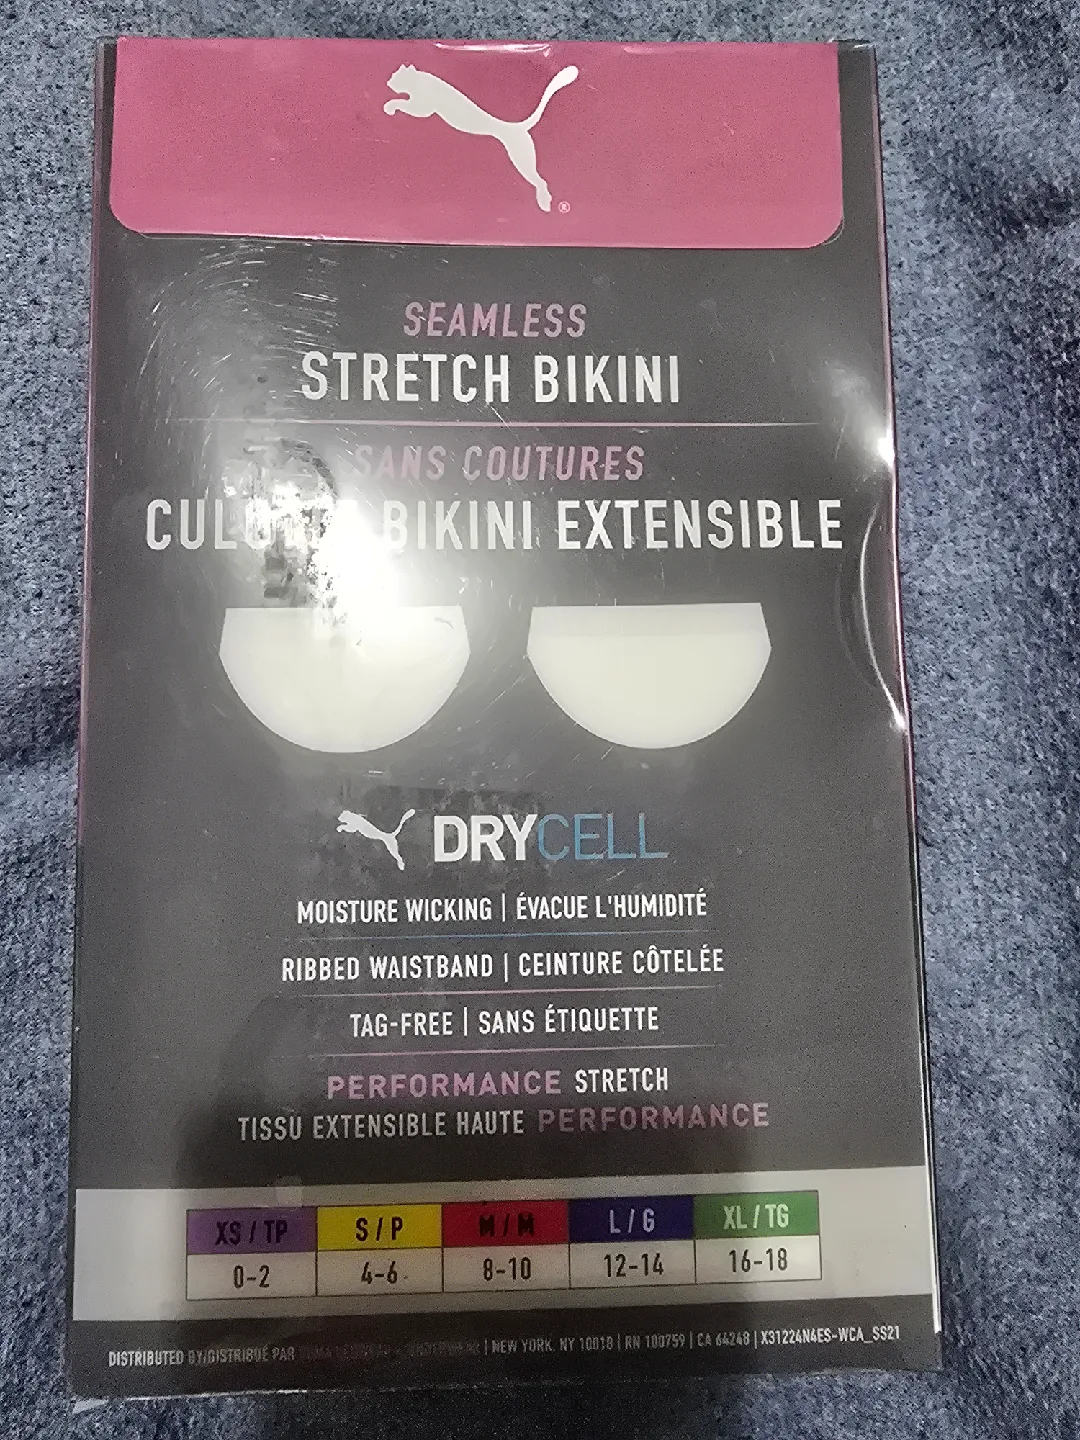 ®
SEAMLESS
STRETCH BIKINI
SANS COUTURES
BIKINI EXTENSIBLE
DRYCELL
MOISTURE WICKING | ÉVACUE L'HUMIDITÉ
RIBBED WAISTBAND | CEINTURE CÔTELÉE
TAG-FREE | SANS ÉTIQUETTE
PERFORMANCE STRETCH
TISSU EXTENSIBLE HAUTE PERFORMANCE
XS / TP S / P M / M L / G XL / TG
0-2 4-6 8-10 12-14 16-18
DISTRIBUTED BY/DISTRIBUÉ PAR | NEW YORK, NY 10018 | RN 100759 | CA 64248 | X31224N4ES-WCA_SS21